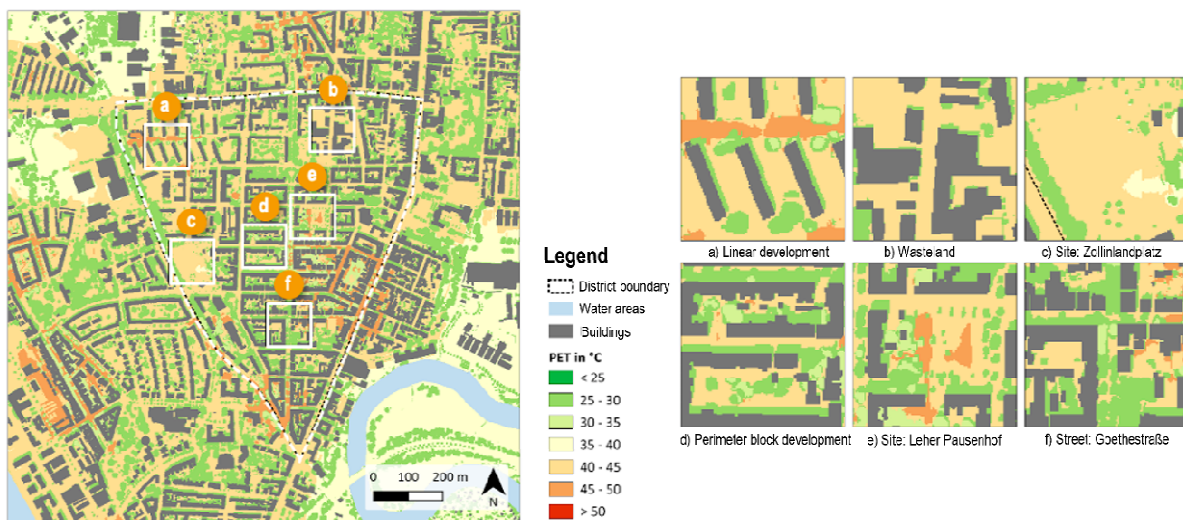 a
b
c
d
e
f
0 100 200 m
N
Legend
District boundary
Water areas
Buildings
PET in °C
< 25
25 - 30
30 - 35
35 - 40
40 - 45
45 - 50
> 50
a) Linear development
b) Wasteland
c) Site: Zollinlandplatz
d) Perimeter block development
e) Site: Leher Pausenhof
f) Street: Goethestraße